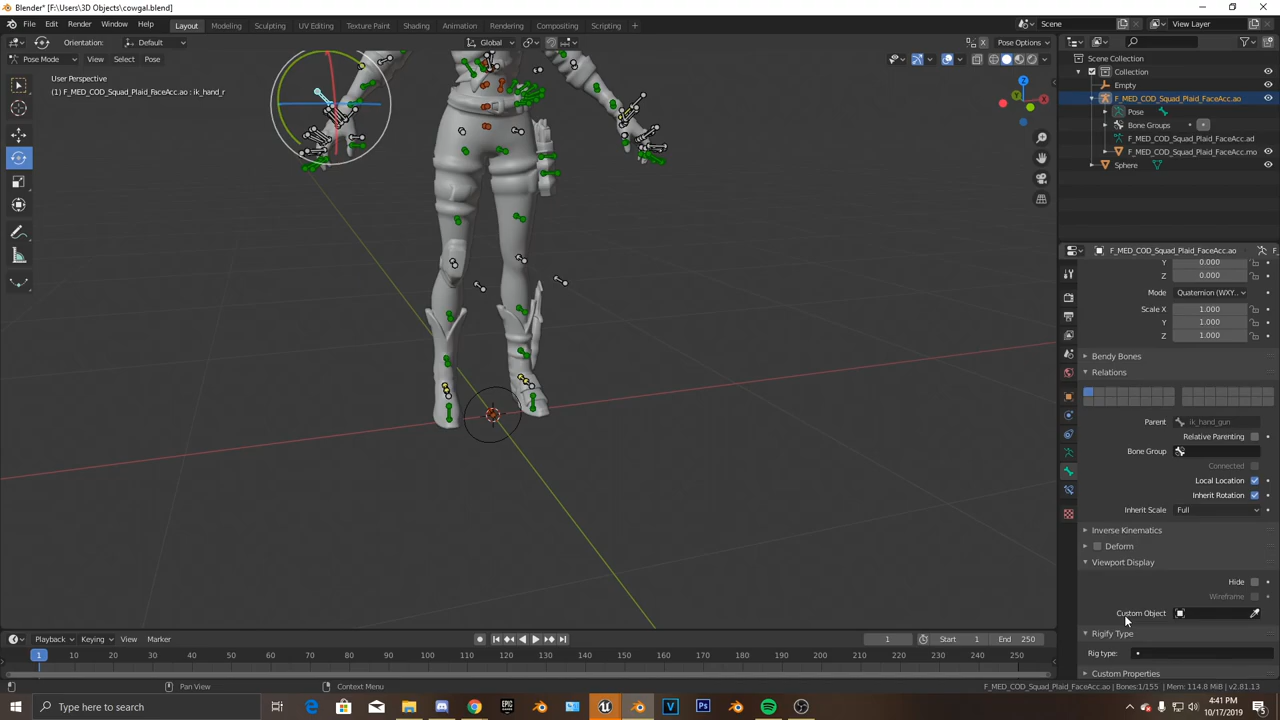 Blender* [F:\Users\3D Objects\cowgal.blend]
File Edit Render Window Help Layout Modeling Sculpting UV Editing Texture Paint Shading Animation Rendering Compositing Scripting + Scene View Layer
Orientation: Default Global Pose Options
Pose Mode View Select Pose
User Perspective
(1) F_MED_COD_Squad_Plaid_FaceAcc.ao : ik_hand_r
Z
X
Scene Collection
Collection
Empty
F_MED_COD_Squad_Plaid_FaceAcc.ao
Pose
Bone Groups
F_MED_COD_Squad_Plaid_FaceAcc.ad
F_MED_COD_Squad_Plaid_FaceAcc.mo
Sphere
F_MED_COD_Squad_Plaid_FaceAcc.ao F.
Y 0.000
Z 0.000
Mode Quaternion (WXY..
Scale X 1.000
Y 1.000
Z 1.000
Bendy Bones
Relations
Parent ik_hand_gun
Relative Parenting
Bone Group
Connected
Local Location
Inherit Rotation
Inherit Scale Full
Inverse Kinematics
Deform
Viewport Display
Hide
Wireframe
Custom Object
Rigify Type
Rig type:
Custom Properties
Playback Keying View Marker 1 Start 1 End 250
1 10 20 30 40 50 60 70 80 90 100 110 120 130 140 150 160 170 180 190 200 210 220 230 240 250
Pan View Context Menu F_MED_COD_Squad_Plaid_FaceAcc.ao | Bones:1/155 | Mem: 114.8 MiB | v2.81.13
Type here to search
EPIC GAMES V Ps
4:41 PM
10/17/2019